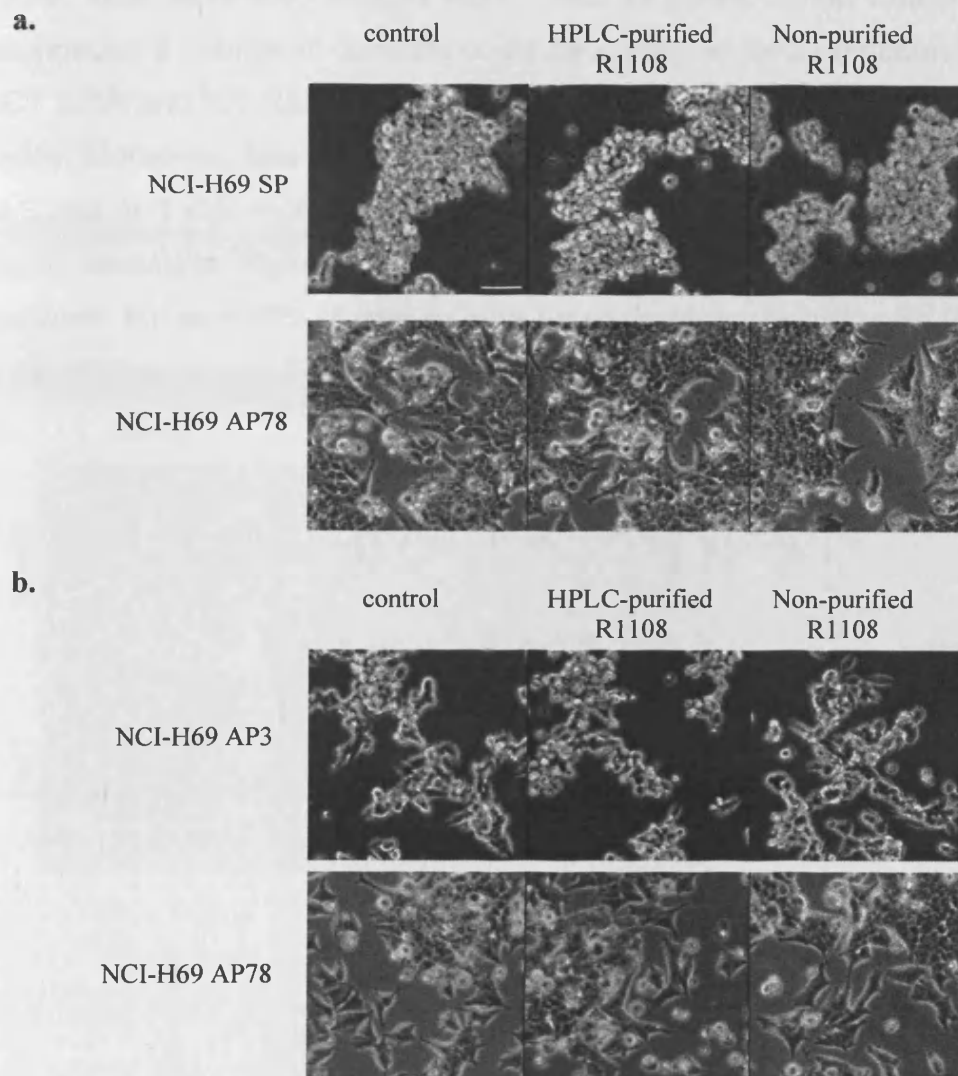 a.
control
HPLC-purified
R1108
Non-purified
R1108
NCI-H69 SP
NCI-H69 AP78
b.
control
HPLC-purified
R1108
Non-purified
R1108
NCI-H69 AP3
NCI-H69 AP78